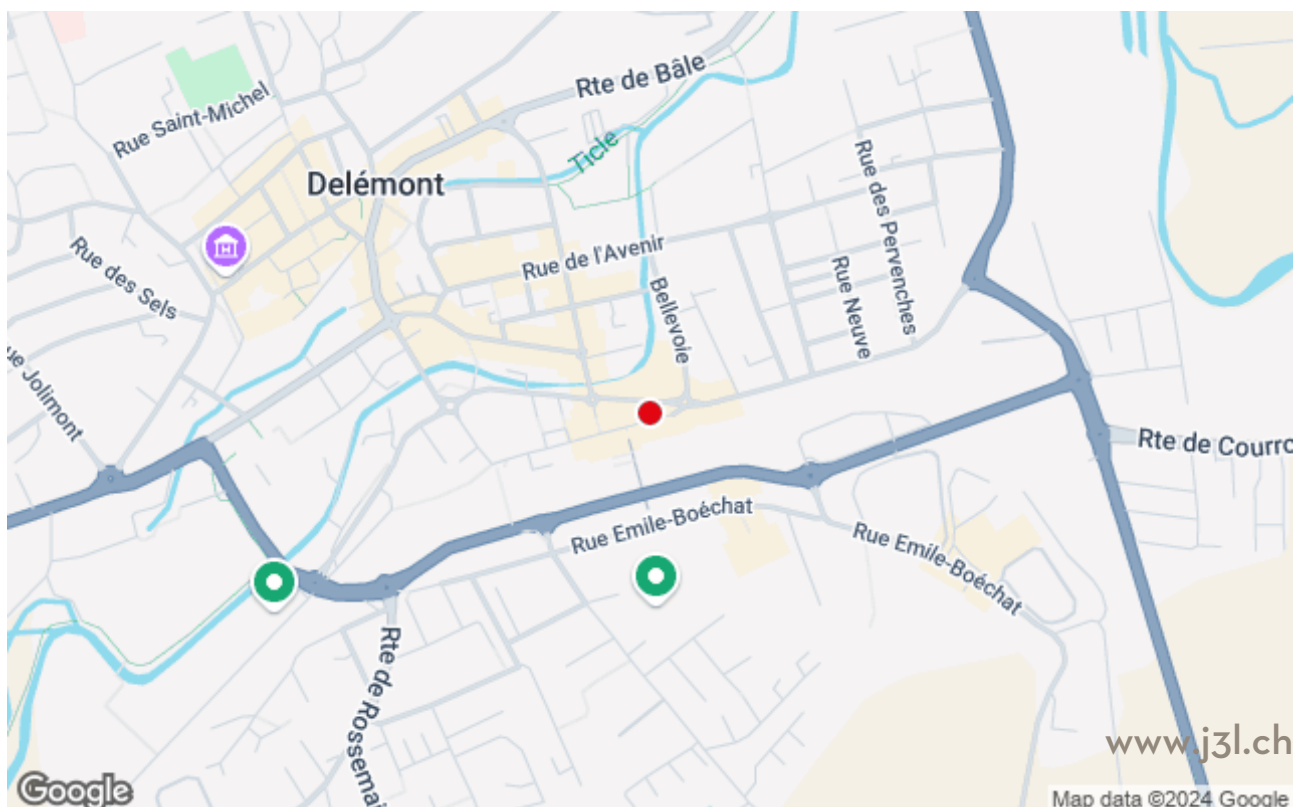 Rte de Bâle
Rue Saint-Michel
Ticle
Delémont
Rue des Pervenches
Rue de l'Avenir
Rue des Sels
Bellevoie
Rue Neuve
ue Jolimont
Rte de Courro
Rue Emile-Boéchat
Rue Emile-Boéchat
Rte de Rossemai
www.j3l.ch
Google
Map data ©2024 Google